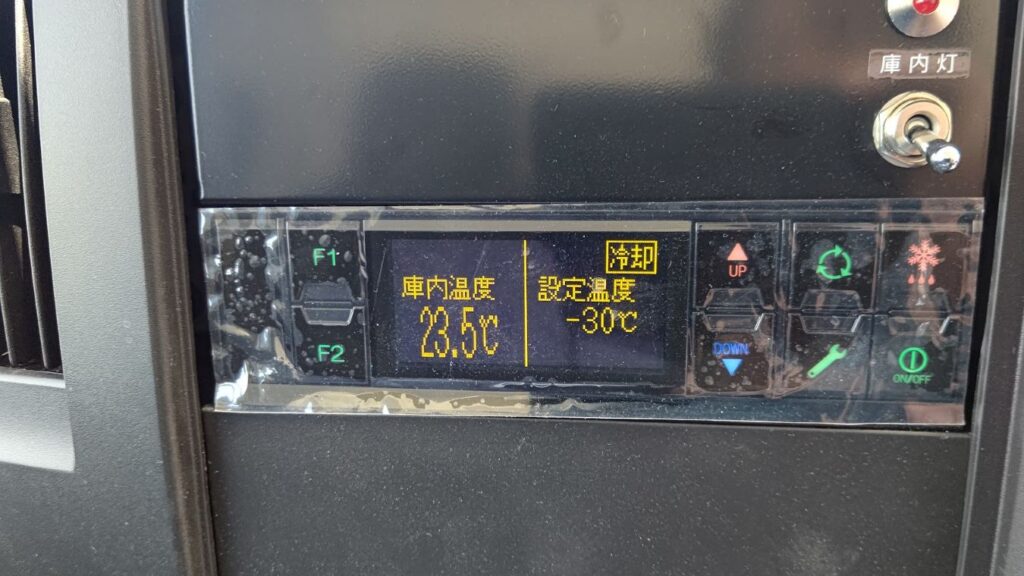 庫内灯
F1
F2
冷却
庫内温度
23.5℃
設定温度
-30℃
UP
DOWN
ON/OFF